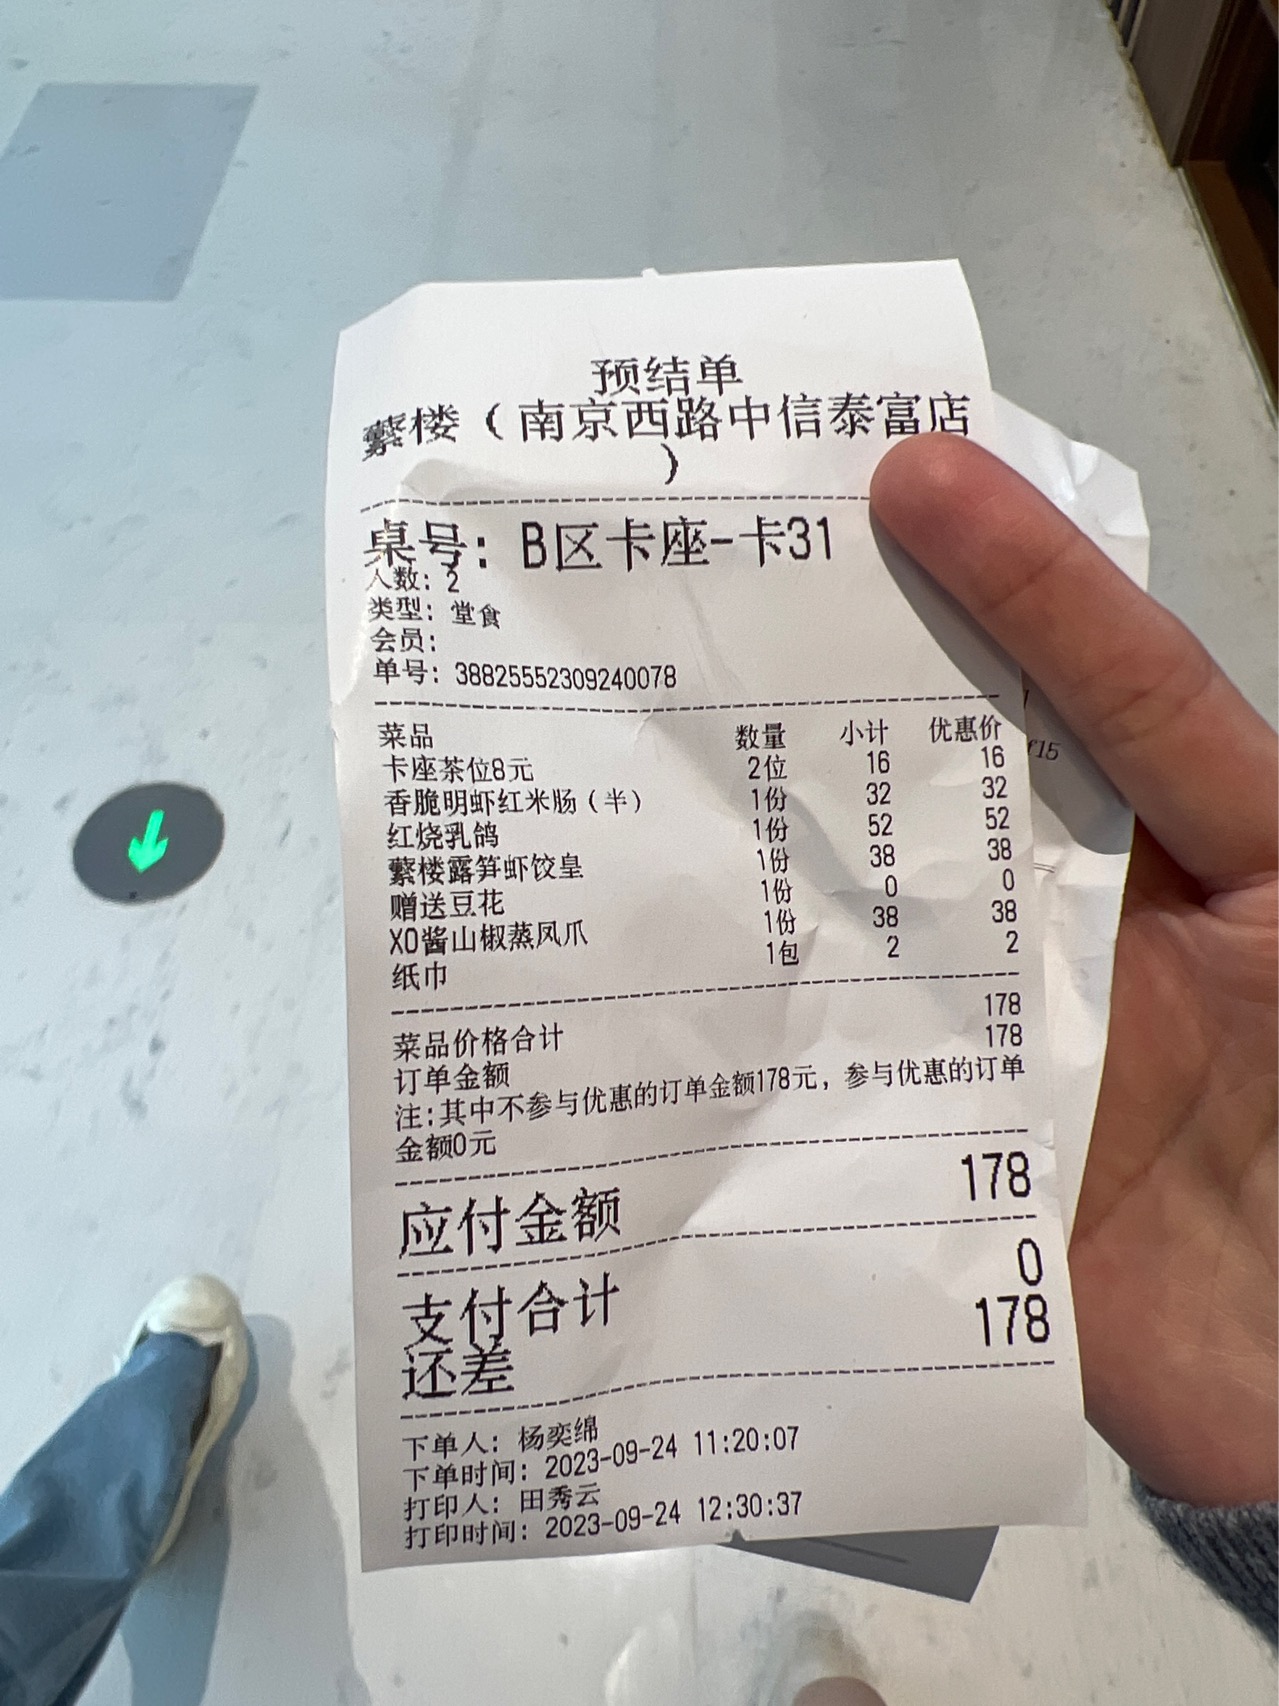 预结单
蘩楼（南京西路中信泰富店
）
桌号：B区卡座-卡31
人数：2
类型：堂食
会员：
单号：38825552309240078
菜品 数量 小计 优惠价
卡座茶位8元 2位 16 16
香脆明虾红米肠（半） 1份 32 32
红烧乳鸽 1份 52 52
蘩楼露笋虾饺皇 1份 38 38
赠送豆花 1份 0 0
XO酱山椒蒸凤爪 1份 38 38
纸巾 1包 2 2
菜品价格合计 178
订单金额 178
注:其中不参与优惠的订单金额178元，参与优惠的订单
金额0元
应付金额 178
支付合计 0
还差 178
下单人：杨奕绵
下单时间：2023-09-24 11:20:07
打印人：田秀云
打印时间：2023-09-24 12:30:37